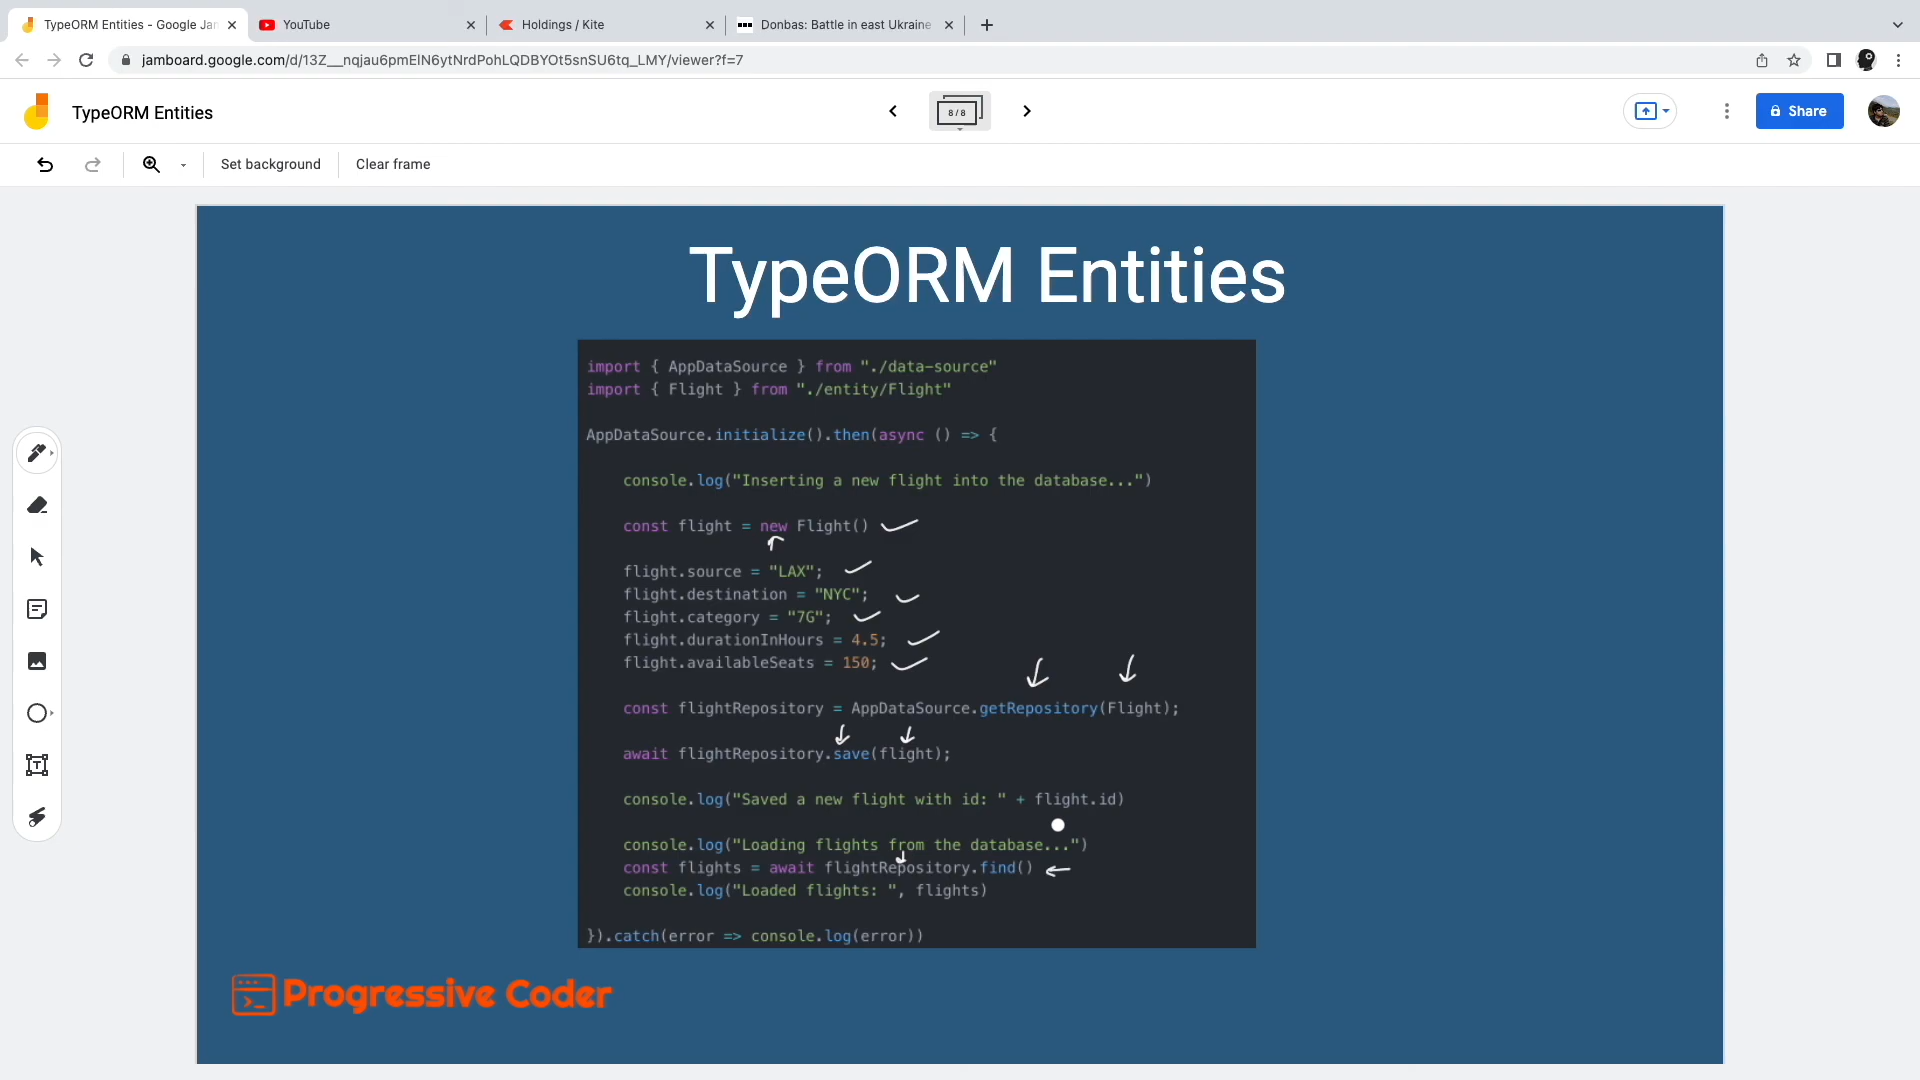 TypeORM Entities - Google Jam
YouTube
Holdings / Kite
Donbas: Battle in east Ukraine
jamboard.google.com/d/13Z__nqjau6pmElN6ytNrdPohLQDBYOt5snSU6tq_LMY/viewer?f=7
TypeORM Entities
8 / 8
Share
Set background
Clear frame
TypeORM Entities
import { AppDataSource } from "./data-source"
import { Flight } from "./entity/Flight"
AppDataSource.initialize().then(async () => {
console.log("Inserting a new flight into the database...")
const flight = new Flight()
flight.source = "LAX";
flight.destination = "NYC";
flight.category = "7G";
flight.durationInHours = 4.5;
flight.availableSeats = 150;
const flightRepository = AppDataSource.getRepository(Flight);
await flightRepository.save(flight);
console.log("Saved a new flight with id: " + flight.id)
console.log("Loading flights from the database...")
const flights = await flightRepository.find()
console.log("Loaded flights: ", flights)
}).catch(error => console.log(error))
Progressive Coder